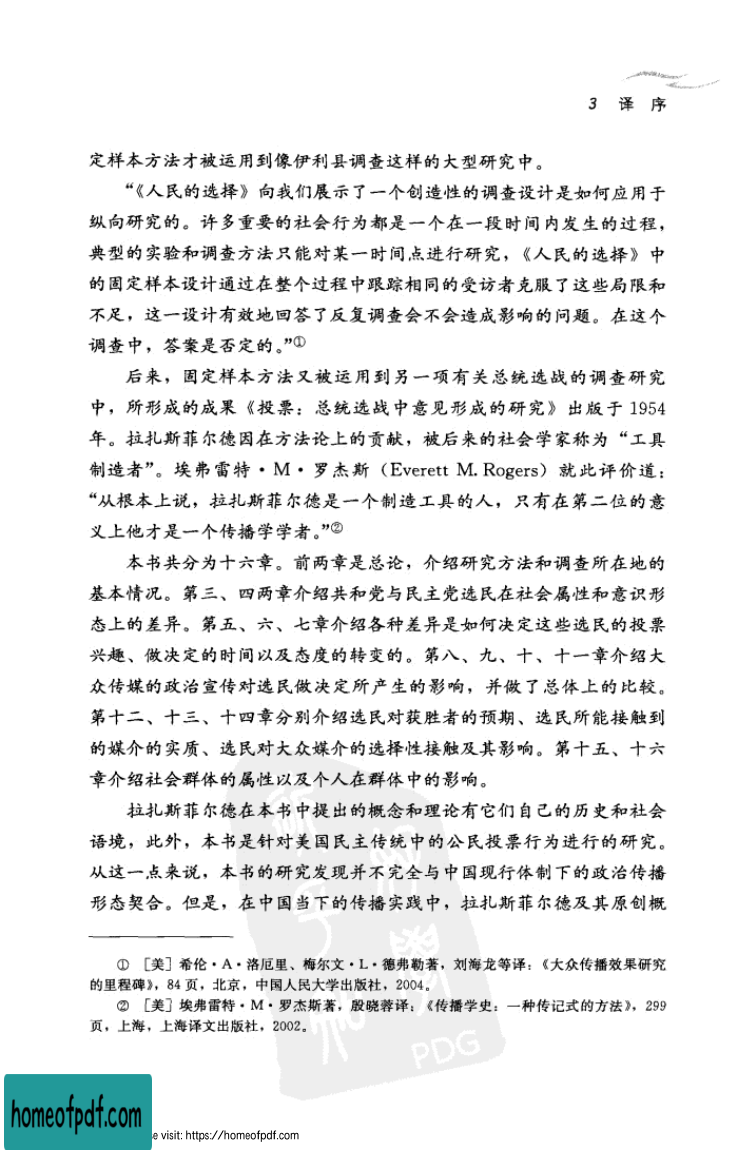 3 译 序
定样本方法才被运用到像伊利县调查这样的大型研究中。
“《人民的选择》向我们展示了一个创造性的调查设计是如何应用于
纵向研究的。许多重要的社会行为都是一个在一段时间内发生的过程，
典型的实验和调查方法只能对某一时间点进行研究，《人民的选择》中
的固定样本设计通过在整个过程中跟踪相同的受访者克服了这些局限和
不足，这一设计有效地回答了反复调查会不会造成影响的问题。在这个
调查中，答案是否定的。”①
后来，固定样本方法又被运用到另一项有关总统选战的调查研究
中，所形成的成果《投票：总统选战中意见形成的研究》出版于 1954
年。拉扎斯菲尔德因在方法论上的贡献，被后来的社会学家称为“工具
制造者”。埃弗雷特·M·罗杰斯（Everett M. Rogers）就此评价道：
“从根本上说，拉扎斯菲尔德是一个制造工具的人，只有在第二位的意
义上他才是一个传播学学者。”②
本书共分为十六章。前两章是总论，介绍研究方法和调查所在地的
基本情况。第三、四两章介绍共和党与民主党选民在社会属性和意识形
态上的差异。第五、六、七章介绍各种差异是如何决定这些选民的投票
兴趣、做决定的时间以及态度的转变的。第八、九、十、十一章介绍大
众传媒的政治宣传对选民做决定所产生的影响，并做了总体上的比较。
第十二、十三、十四章分别介绍选民对获胜者的预期、选民所能接触到
的媒介的实质、选民对大众媒介的选择性接触及其影响。第十五、十六
章介绍社会群体的属性以及个人在群体中的影响。
拉扎斯菲尔德在本书中提出的概念和理论有它们自己的历史和社会
语境，此外，本书是针对美国民主传统中的公民投票行为进行的研究。
从这一点来说，本书的研究发现并不完全与中国现行体制下的政治传播
形态契合。但是，在中国当下的传播实践中，拉扎斯菲尔德及其原创概
① ［美］希伦·A·洛厄里、梅尔文·L·德弗勒著，刘海龙等译：《大众传播效果研究
的里程碑》，84 页，北京，中国人民大学出版社，2004。
② ［美］埃弗雷特·M·罗杰斯著，殷晓蓉译：《传播学史：一种传记式的方法》，299
页，上海，上海译文出版社，2002。
PDG
homeofpdf.com
se visit: https://homeofpdf.com